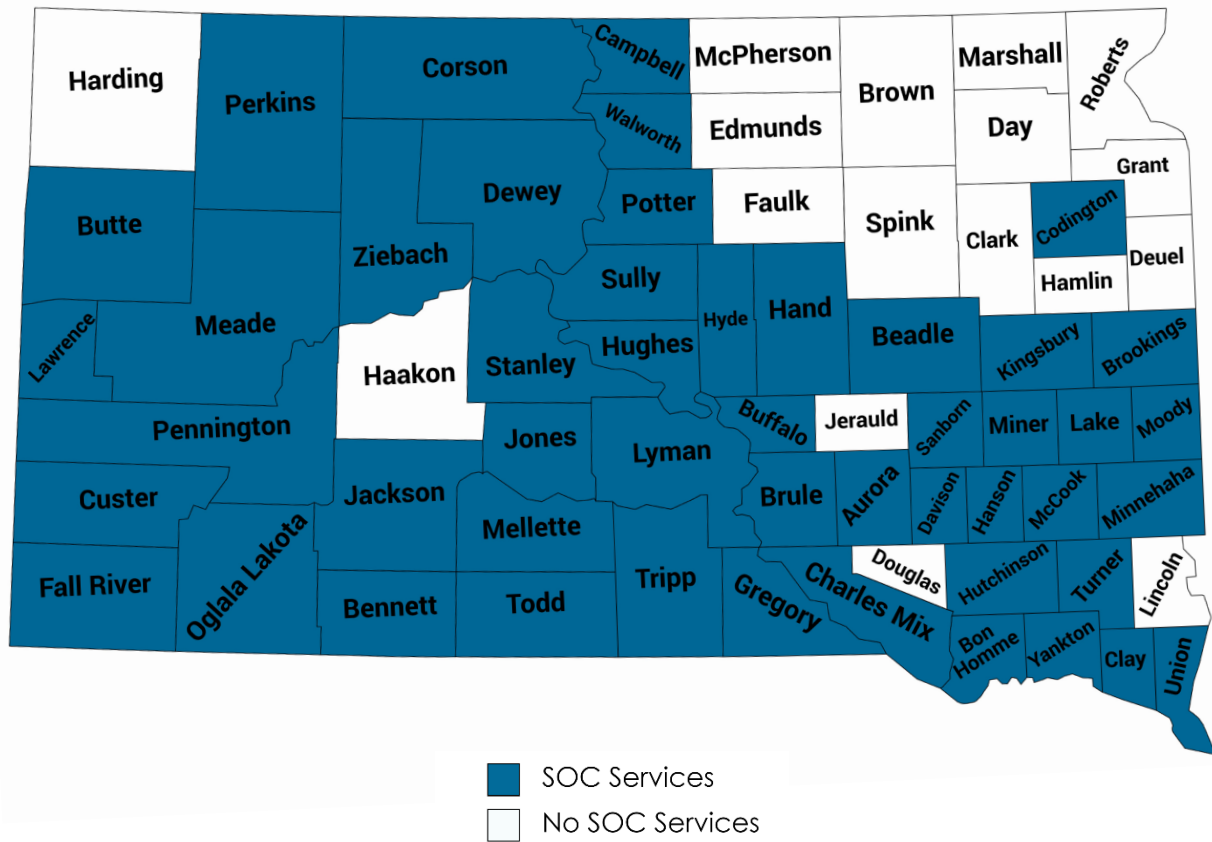 Harding
Perkins
Corson
Campbell
McPherson
Brown
Marshall
Roberts
Walworth
Edmunds
Day
Grant
Butte
Ziebach
Dewey
Potter
Faulk
Spink
Clark
Codington
Hamlin
Deuel
Lawrence
Meade
Sully
Hyde
Hand
Beadle
Kingsbury
Brookings
Haakon
Stanley
Hughes
Pennington
Jones
Lyman
Buffalo
Jerauld
Sanborn
Miner
Lake
Moody
Custer
Jackson
Mellette
Brule
Aurora
Davison
Hanson
McCook
Minnehaha
Fall River
Oglala Lakota
Bennett
Todd
Tripp
Gregory
Charles Mix
Douglas
Hutchinson
Turner
Lincoln
Bon
Homme
Yankton
Clay
Union
SOC Services
No SOC Services